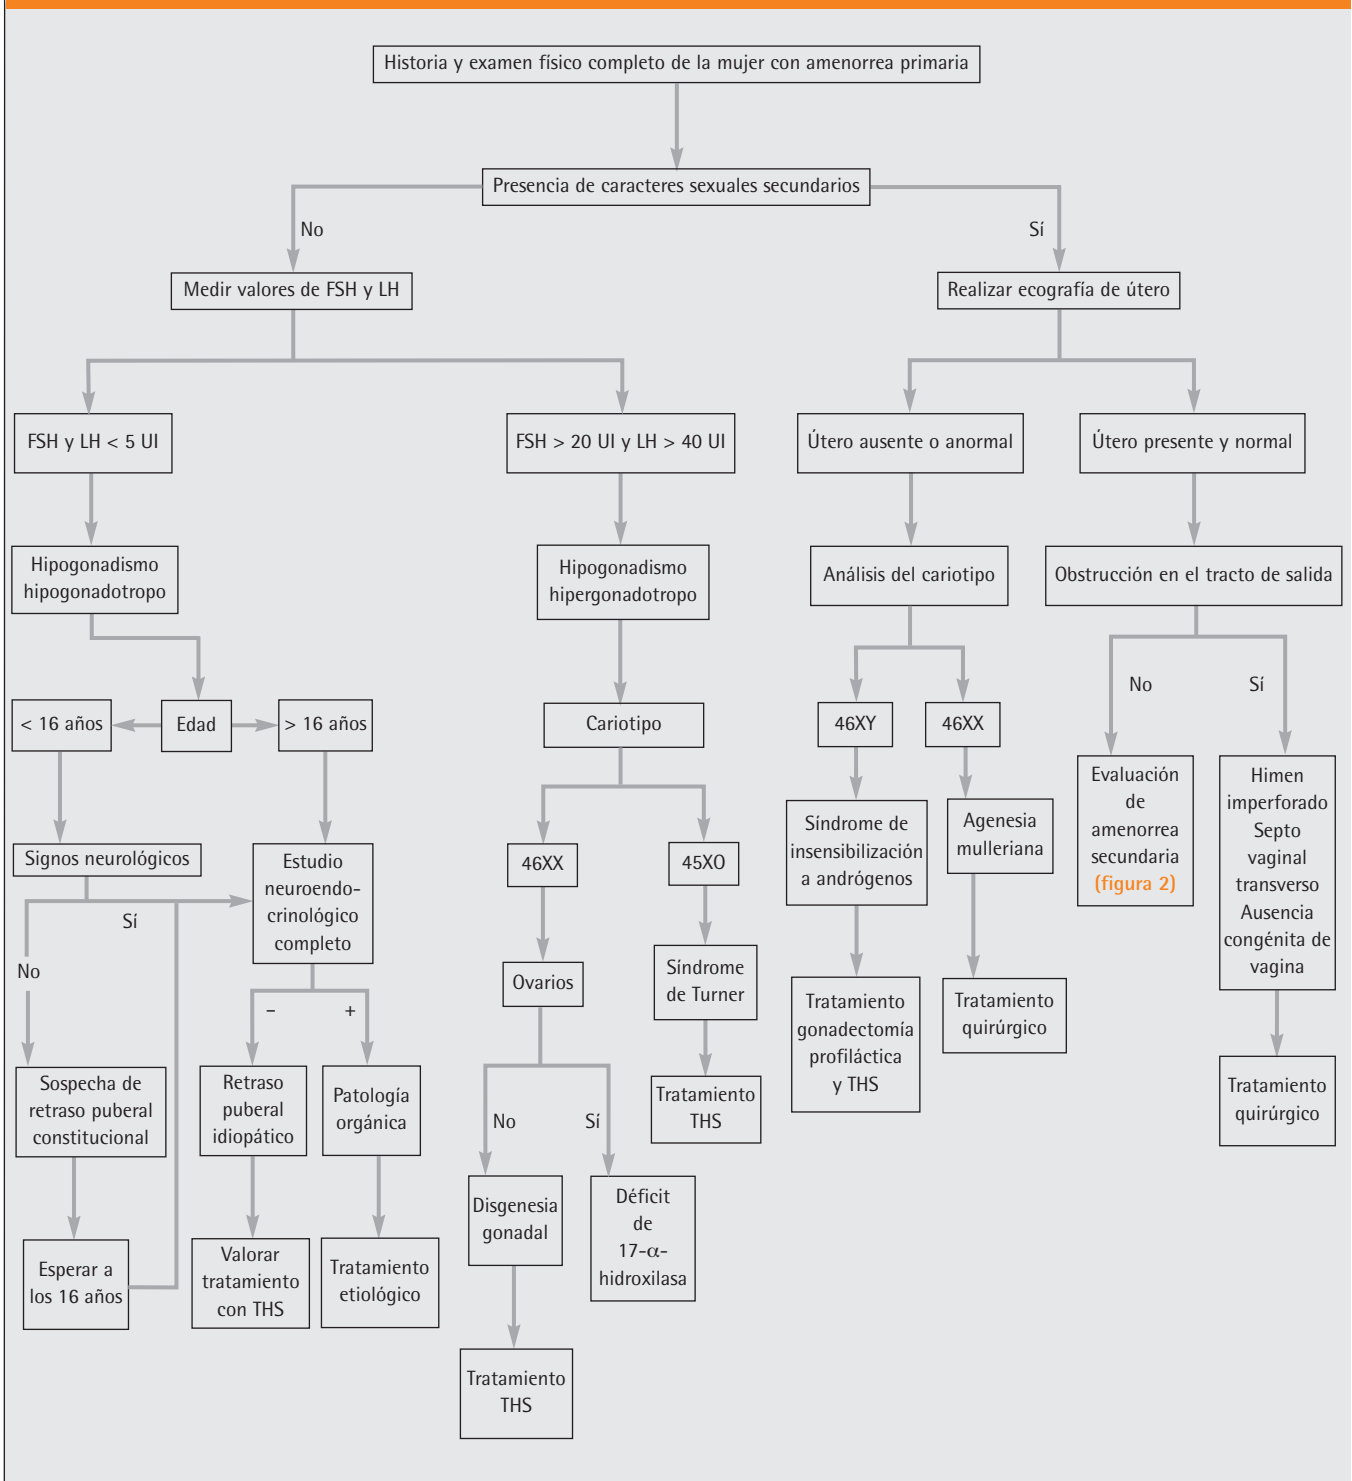 Historia y examen físico completo de la mujer con amenorrea primaria
Presencia de caracteres sexuales secundarios
No
Sí
Medir valores de FSH y LH
Realizar ecografía de útero
FSH y LH < 5 UI
FSH > 20 UI y LH > 40 UI
Útero ausente o anormal
Útero presente y normal
Hipogonadismo
hipogonadotropo
Hipogonadismo
hipergonadotropo
Análisis del cariotipo
Obstrucción en el tracto de salida
No
Sí
< 16 años
Edad
> 16 años
Cariotipo
46XY
46XX
Signos neurológicos
Sí
No
Estudio
neuroendo-
crinológico
completo
46XX
45XO
Síndrome de
insensibilización
a andrógenos
Agenesia
mulleriana
Evaluación
de
amenorrea
secundaria
(figura 2)
Himen
imperforado
Septo
vaginal
transverso
Ausencia
congénita de
vagina
–
+
Ovarios
Síndrome
de Turner
Tratamiento
gonadectomía
profiláctica
y THS
Tratamiento
quirúrgico
Sospecha de
retraso puberal
constitucional
Retraso
puberal
idiopático
Patología
orgánica
No
Sí
Tratamiento
THS
Tratamiento
quirúrgico
Esperar a
los 16 años
Valorar
tratamiento
con THS
Tratamiento
etiológico
Disgenesia
gonadal
Déficit
de
17-α-
hidroxilasa
Tratamiento
THS